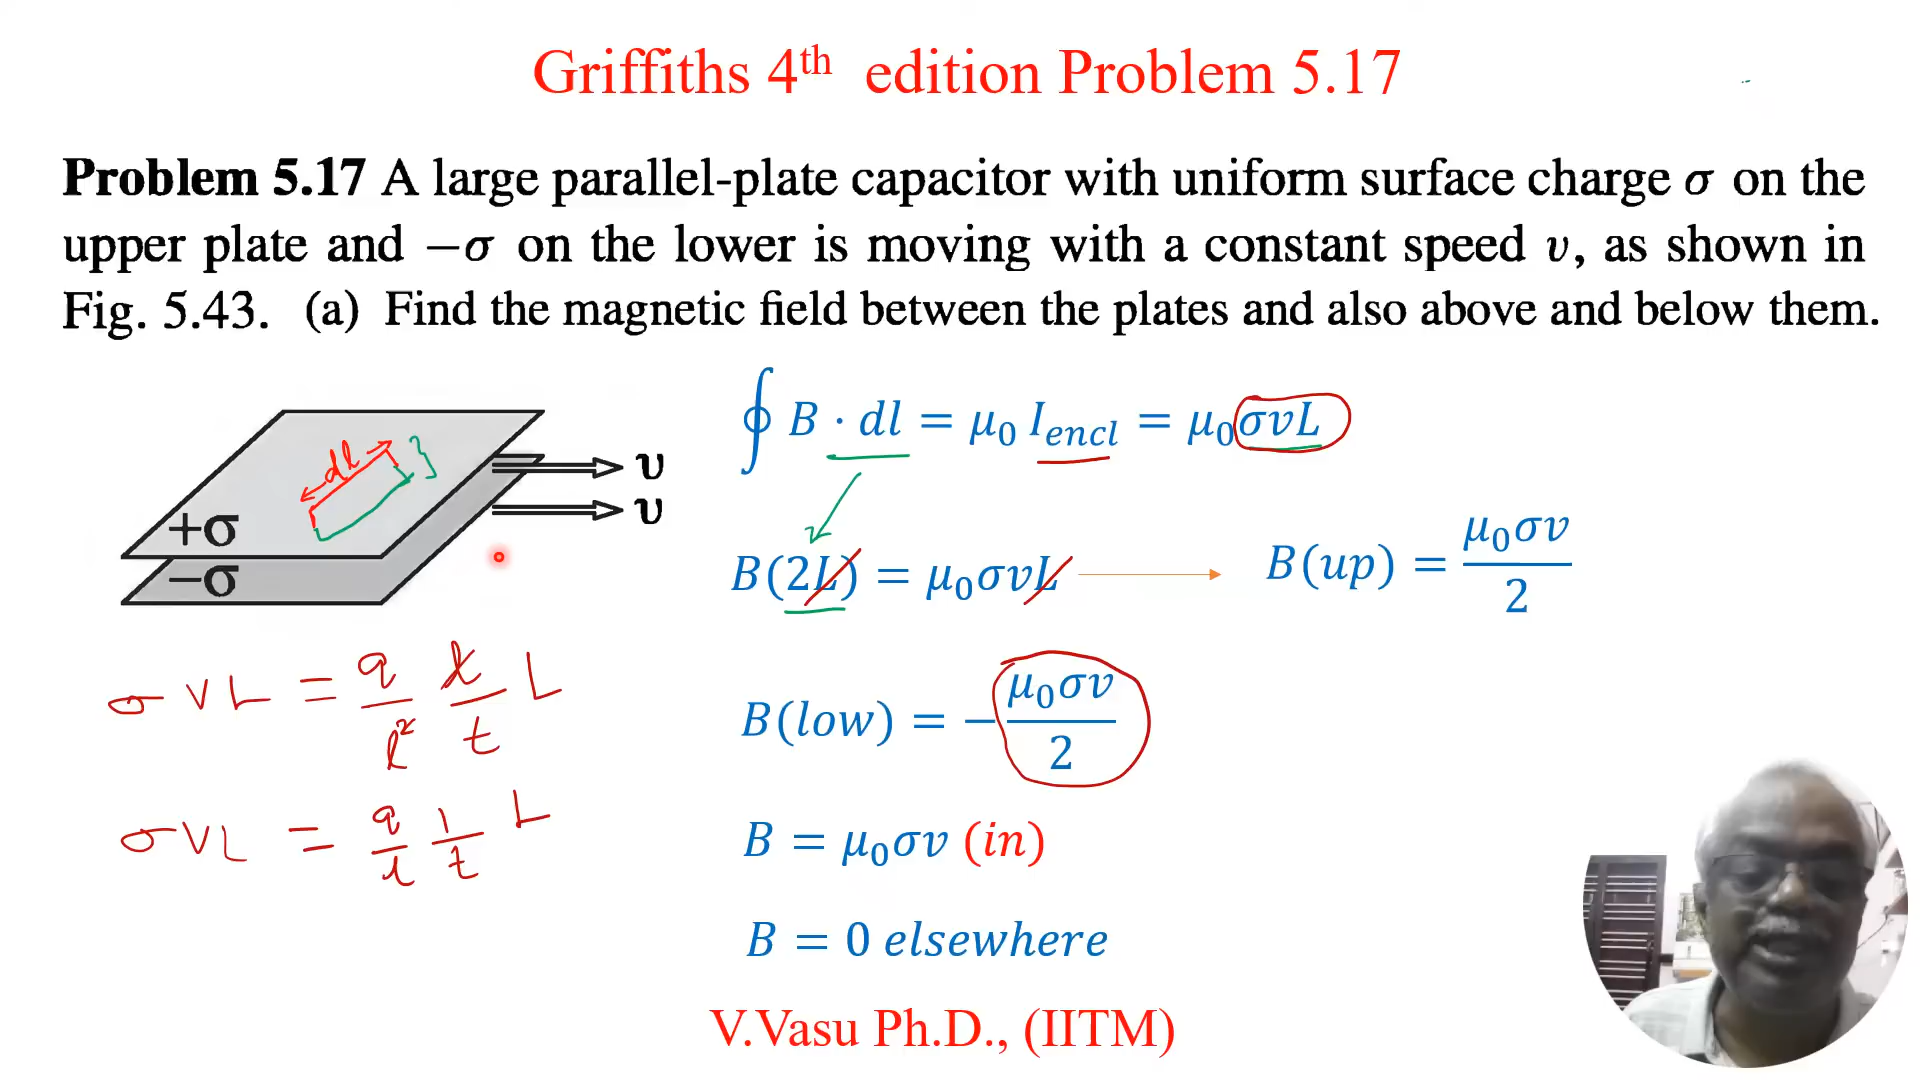 Griffiths 4th edition Problem 5.17
Problem 5.17 A large parallel-plate capacitor with uniform surface charge σ on the
upper plate and −σ on the lower is moving with a constant speed υ, as shown in
Fig. 5.43. (a) Find the magnetic field between the plates and also above and below them.
∮ B · dl = μ₀ I_encl = μ₀σvL
dl
+σ
−σ
υ
υ
B(2L) = μ₀σvL
B(up) = μ₀σv/2
σ V L = q/l² l/t L
B(low) = −μ₀σv/2
σ V L = q/l 1/t L
B = μ₀σv (in)
B = 0 elsewhere
V.Vasu Ph.D., (IITM)